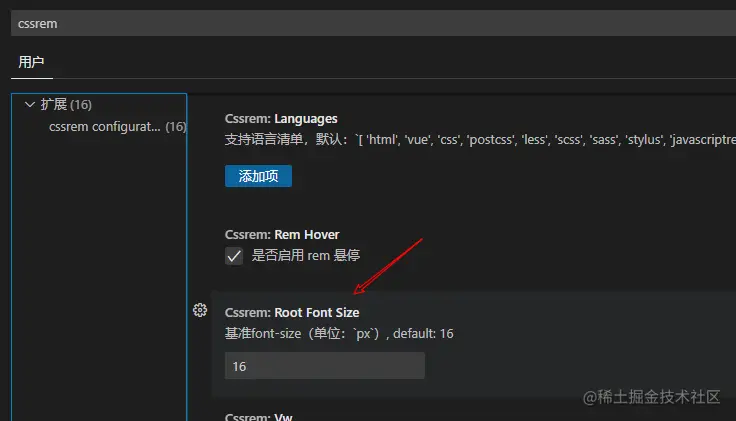 cssrem
用户
扩展 (16)
cssrem configurat... (16)
Cssrem: Languages
支持语言清单，默认：`[ 'html', 'vue', 'css', 'postcss', 'less', 'scss', 'sass', 'stylus', 'javascriptre
添加项
Cssrem: Rem Hover
是否启用 rem 悬停
Cssrem: Root Font Size
基准font-size（单位：`px`）, default: 16
16
Cssrem: Vw
@稀土掘金技术社区